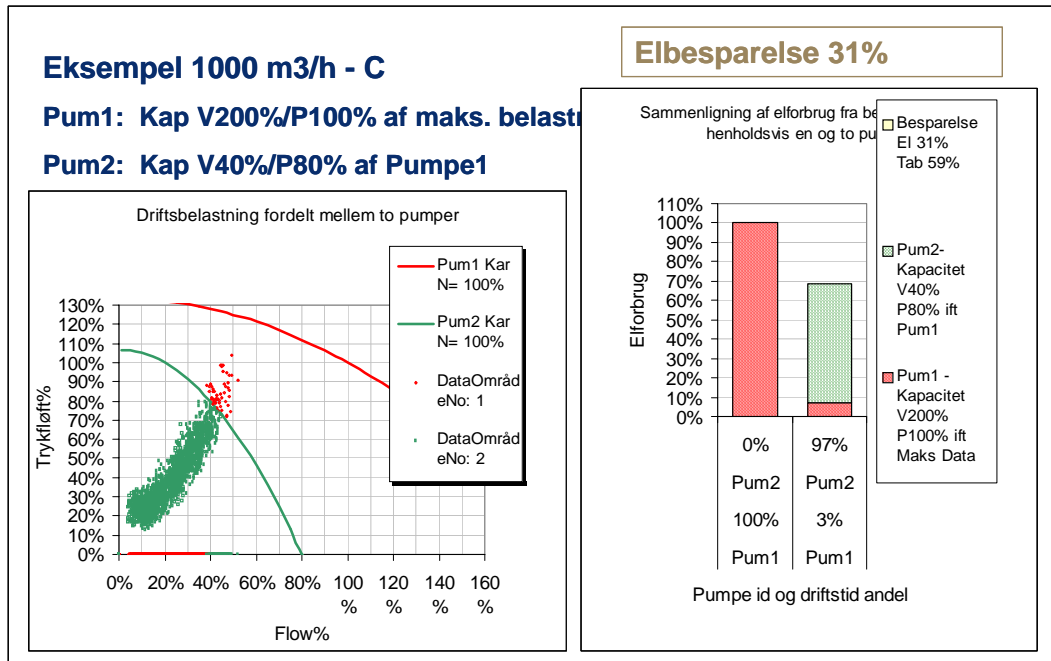 Eksempel 1000 m3/h - C
Pum1: Kap V200%/P100% af maks. belastn
Pum2: Kap V40%/P80% af Pumpe1
Elbesparelse 31%
Driftsbelastning fordelt mellem to pumper
Trykfløft%
130%
120%
110%
100%
90%
80%
70%
60%
50%
40%
30%
20%
10%
0%
0% 20% 40% 60% 80% 100 120 140 160
% % % %
Flow%
Pum1 Kar
N= 100%
Pum2 Kar
N= 100%
DataOmråd
eNo: 1
DataOmråd
eNo: 2
Sammenligning af elforbrug fra be
henholdsvis en og to pu
Elforbrug
110%
100%
90%
80%
70%
60%
50%
40%
30%
20%
10%
0%
0% 97%
Pum2 Pum2
100% 3%
Pum1 Pum1
Pumpe id og driftstid andel
Besparelse
El 31%
Tab 59%
Pum2-
Kapacitet
V40%
P80% ift
Pum1
Pum1 -
Kapacitet
V200%
P100% ift
Maks Data